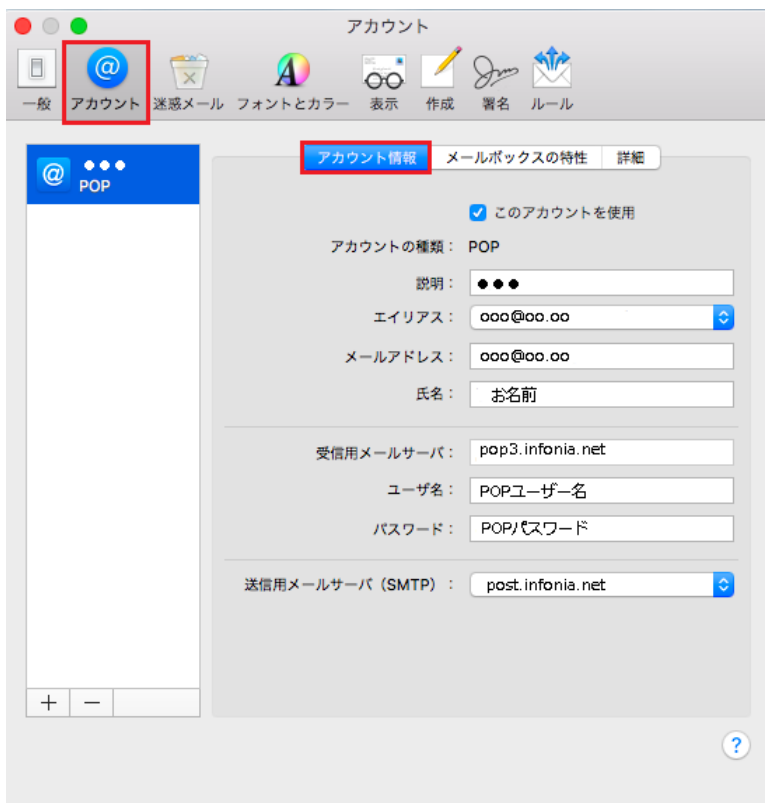 アカウント
一般 アカウント 迷惑メール フォントとカラー 表示 作成 署名 ルール
アカウント情報 メールボックスの特性 詳細
@ ●●●
POP
このアカウントを使用
アカウントの種類： POP
説明： ●●●
エイリアス： ooo@oo.oo
メールアドレス： ooo@oo.oo
氏名： お名前
受信用メールサーバ： pop3.infonia.net
ユーザ名： POPユーザー名
パスワード： POPパスワード
送信用メールサーバ（SMTP）： post.infonia.net
+ −
?